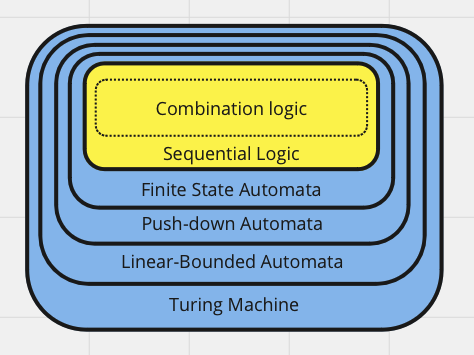 Combination logic
Sequential Logic
Finite State Automata
Push-down Automata
Linear-Bounded Automata
Turing Machine